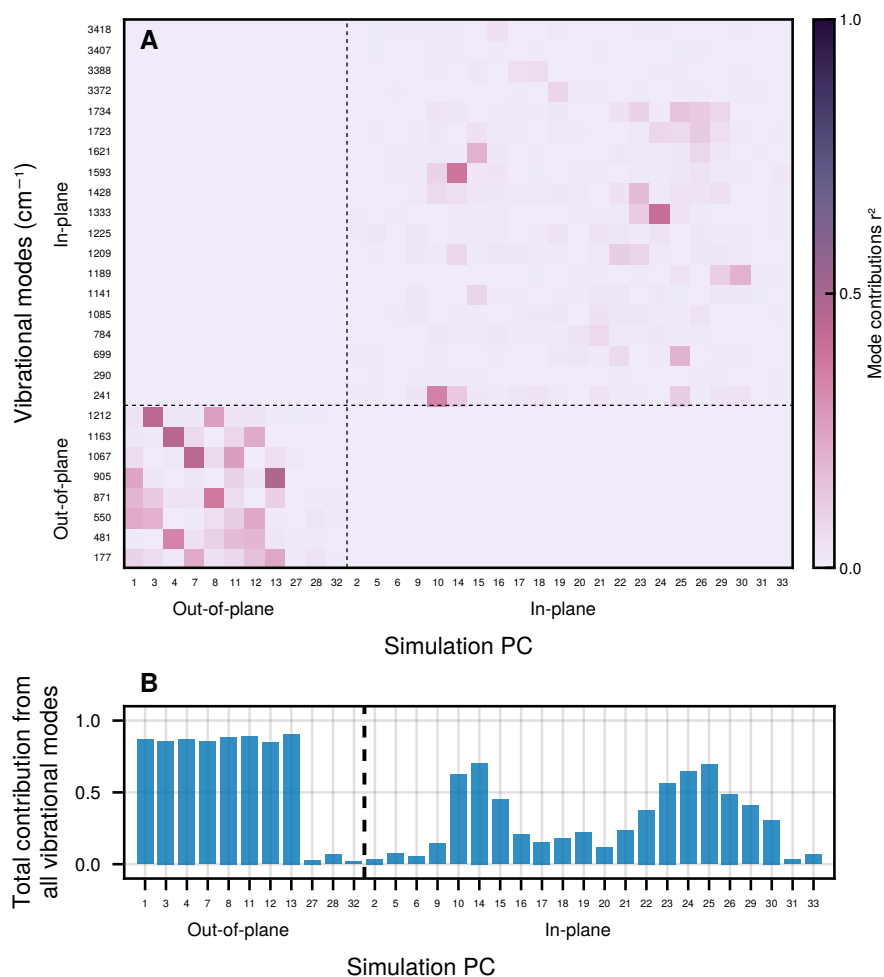 A
Vibrational modes (cm⁻¹)
In-plane
Out-of-plane
3418
3407
3388
3372
1734
1723
1621
1593
1428
1333
1225
1209
1189
1141
1085
784
699
290
241
1212
1163
1067
905
871
550
481
177
1 3 4 7 8 11 12 13 27 28 32 2 5 6 9 10 14 15 16 17 18 19 20 21 22 23 24 25 26 29 30 31 33
Out-of-plane In-plane
Simulation PC
1.0
0.5
0.0
Mode contributions r²
B
Total contribution from
all vibrational modes
1.0
0.5
0.0
1 3 4 7 8 11 12 13 27 28 32 2 5 6 9 10 14 15 16 17 18 19 20 21 22 23 24 25 26 29 30 31 33
Out-of-plane In-plane
Simulation PC